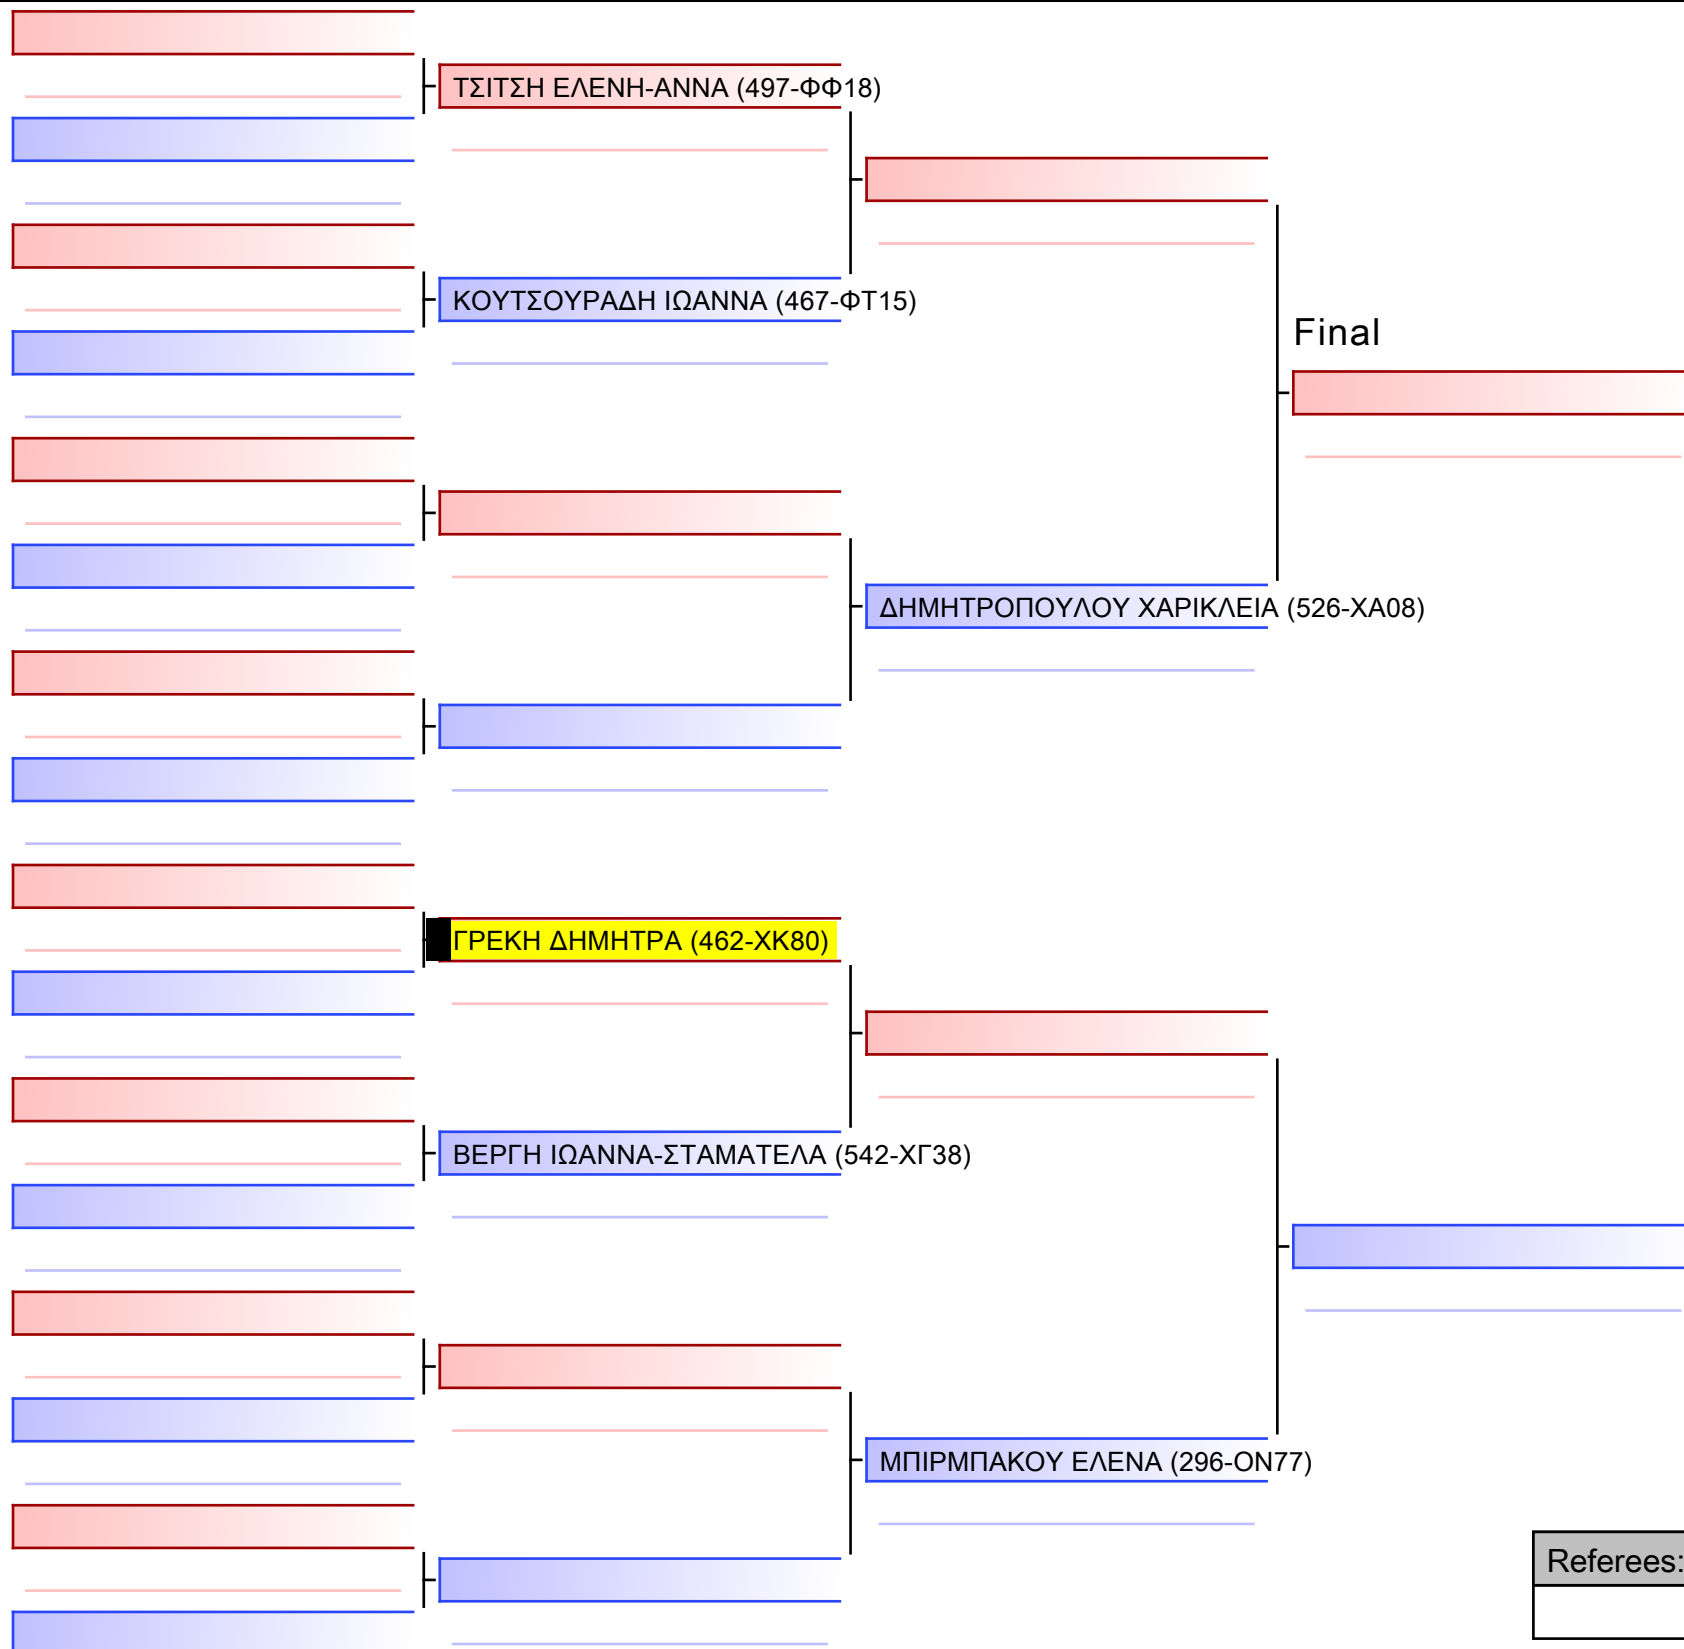 ΤΣΙΤΣΗ ΕΛΕΝΗ-ΑΝΝΑ (497-ΦΦ18)
ΚΟΥΤΣΟΥΡΑΔΗ ΙΩΑΝΝΑ (467-ΦΤ15)
Final
ΔΗΜΗΤΡΟΠΟΥΛΟΥ ΧΑΡΙΚΛΕΙΑ (526-ΧΑ08)
ΓΡΕΚΗ ΔΗΜΗΤΡΑ (462-ΧΚ80)
ΒΕΡΓΗ ΙΩΑΝΝΑ-ΣΤΑΜΑΤΕΛΑ (542-ΧΓ38)
ΜΠΙΡΜΠΑΚΟΥ ΕΛΕΝΑ (296-ΟΝ77)
Referees: